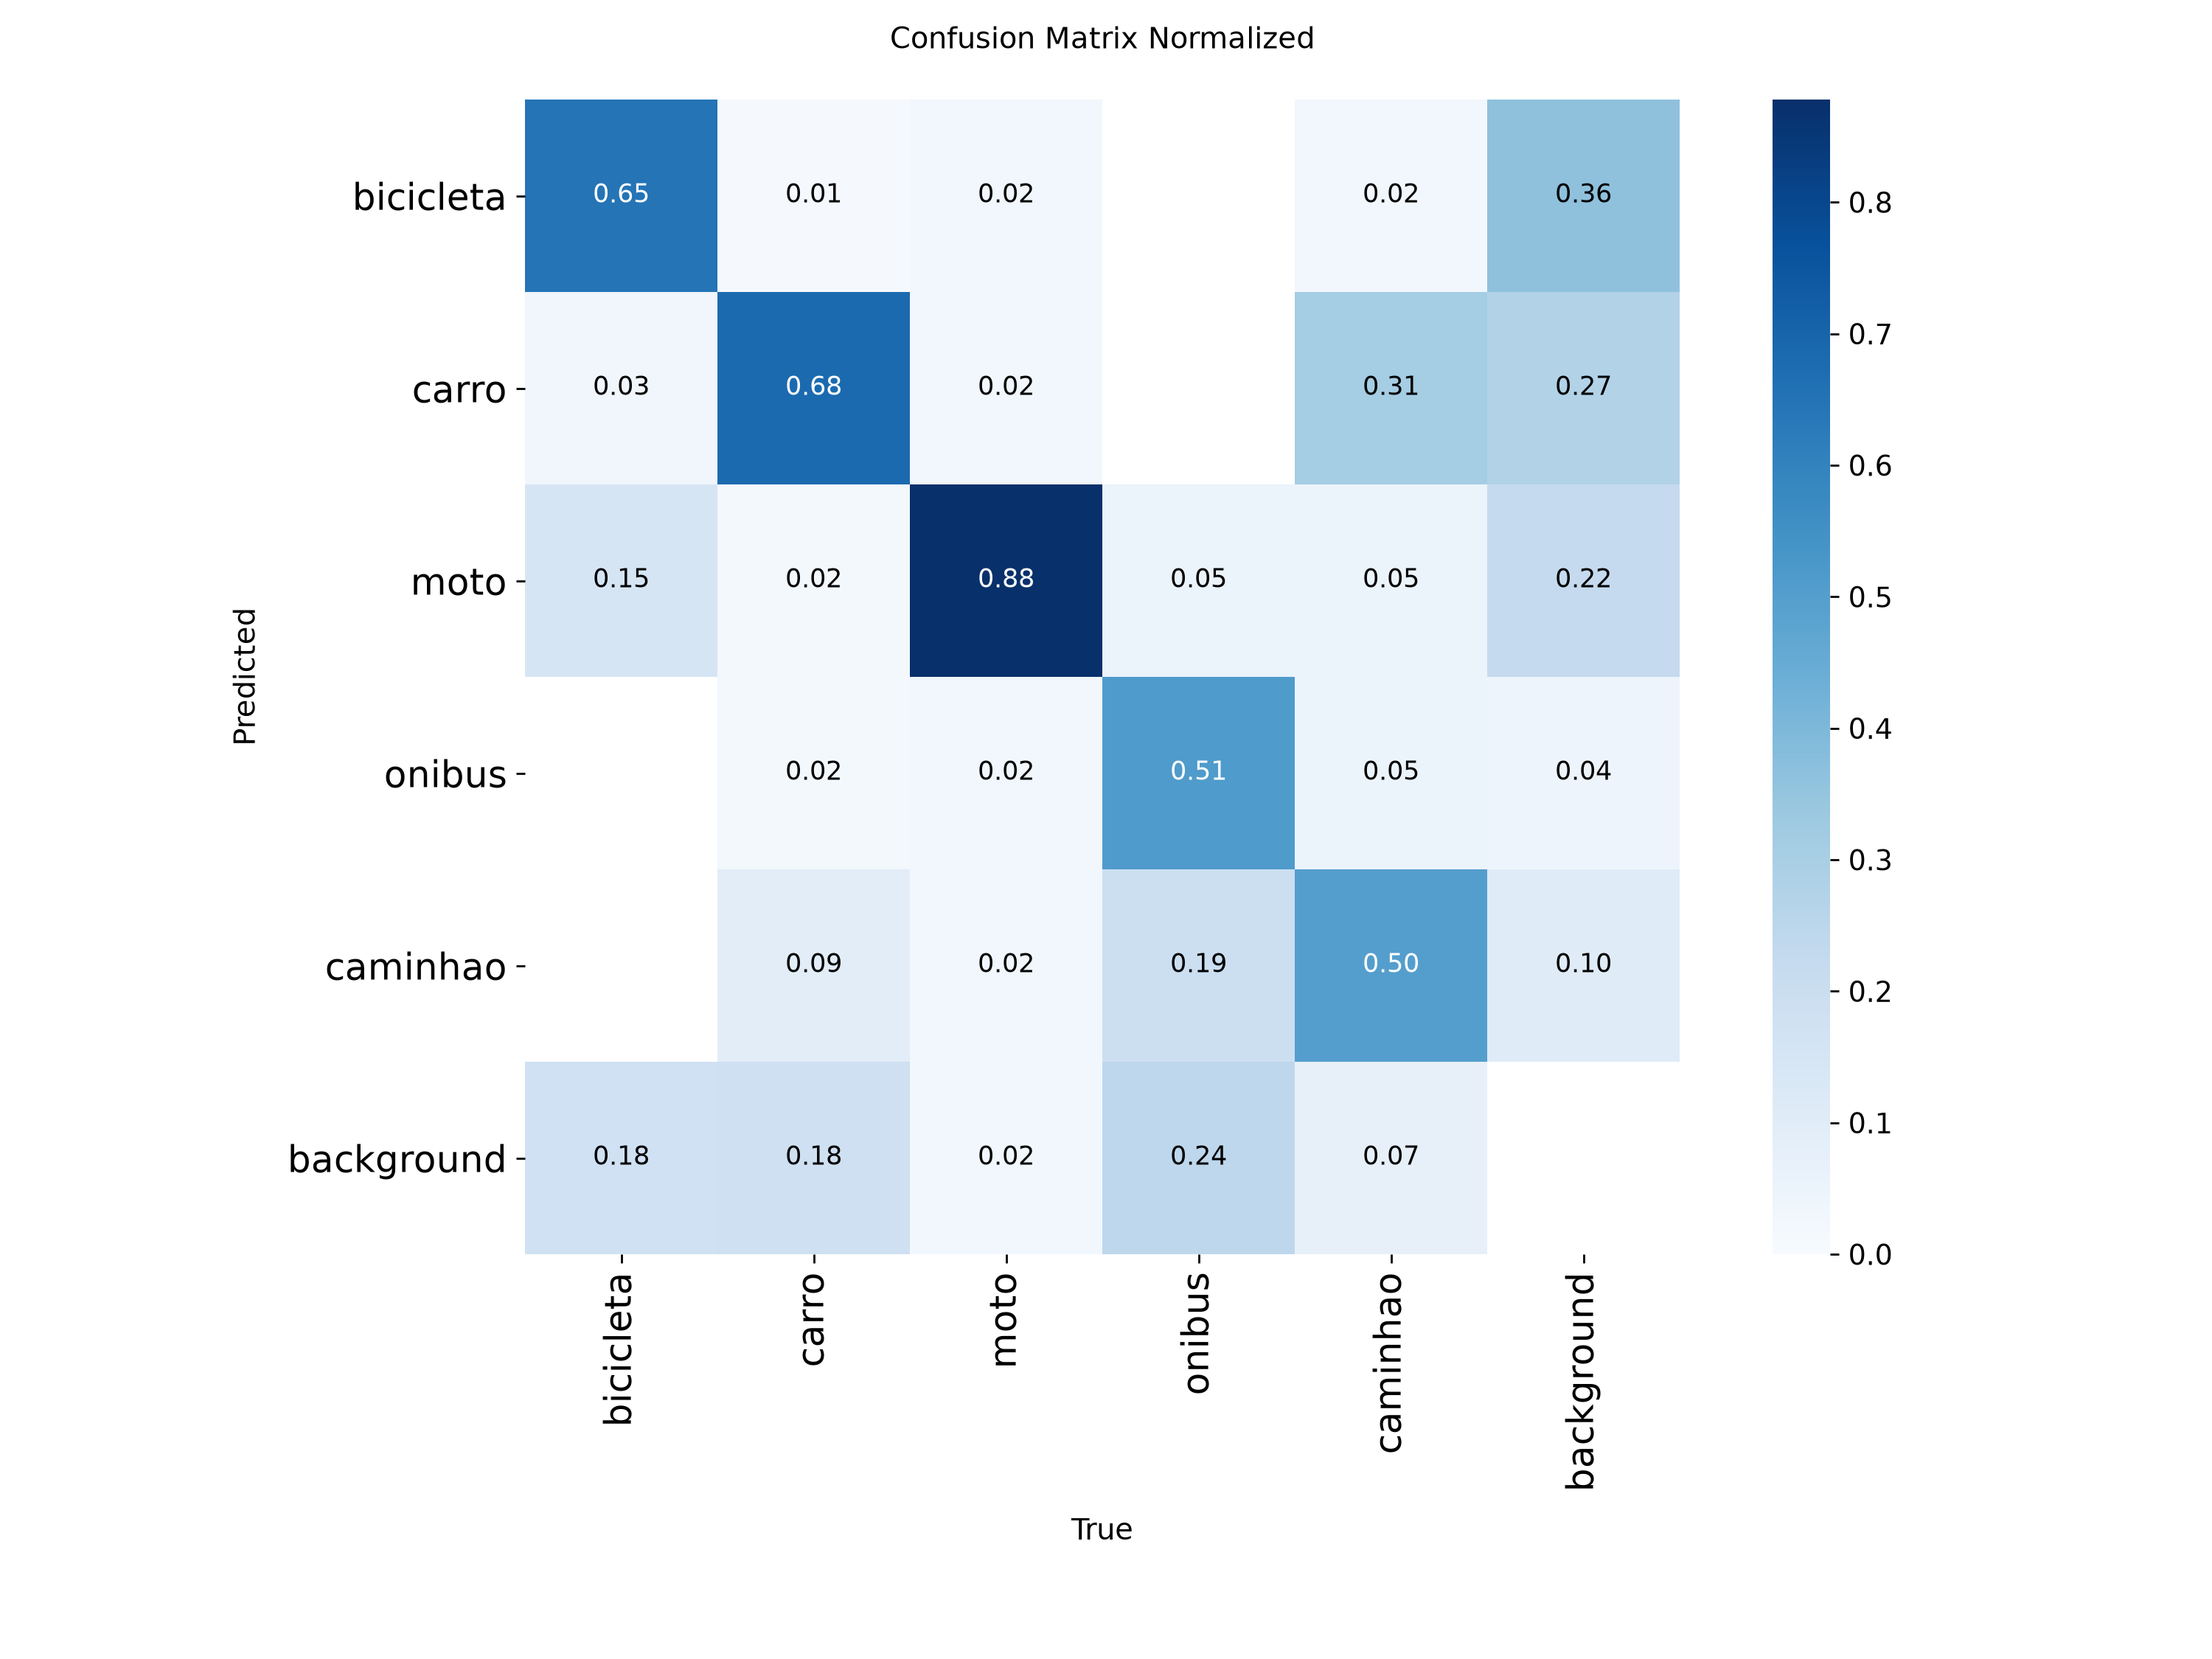 Confusion Matrix Normalized
bicicleta 0.65 0.01 0.02 0.02 0.36
carro 0.03 0.68 0.02 0.31 0.27
moto 0.15 0.02 0.88 0.05 0.05 0.22
onibus 0.02 0.02 0.51 0.05 0.04
caminhao 0.09 0.02 0.19 0.50 0.10
background 0.18 0.18 0.02 0.24 0.07
Predicted
bicicleta carro moto onibus caminhao background
True
0.8
0.7
0.6
0.5
0.4
0.3
0.2
0.1
0.0